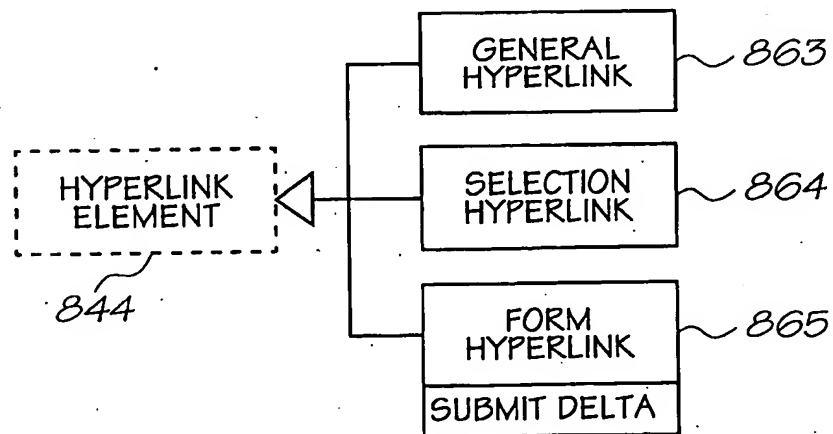 GENERAL
HYPERLINK
863
HYPERLINK
ELEMENT
844
SELECTION
HYPERLINK
864
FORM
HYPERLINK
865
SUBMIT DELTA